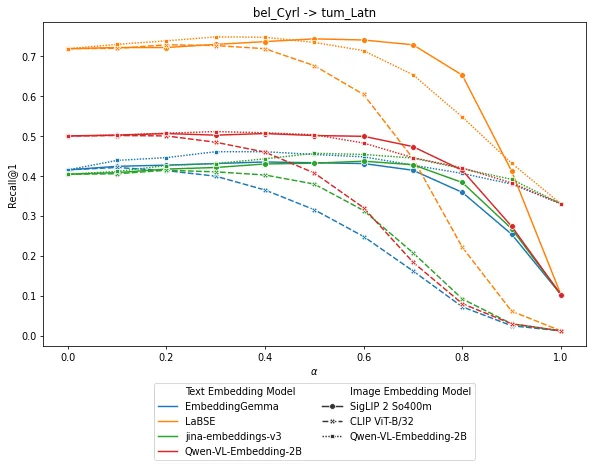 bel_Cyrl -> tum_Latn
0.7
0.6
0.5
0.4
0.3
0.2
0.1
0.0
Recall@1
0.0 0.2 0.4 0.6 0.8 1.0
α
Text Embedding Model Image Embedding Model
EmbeddingGemma SigLIP 2 So400m
LaBSE CLIP ViT-B/32
jina-embeddings-v3 Qwen-VL-Embedding-2B
Qwen-VL-Embedding-2B